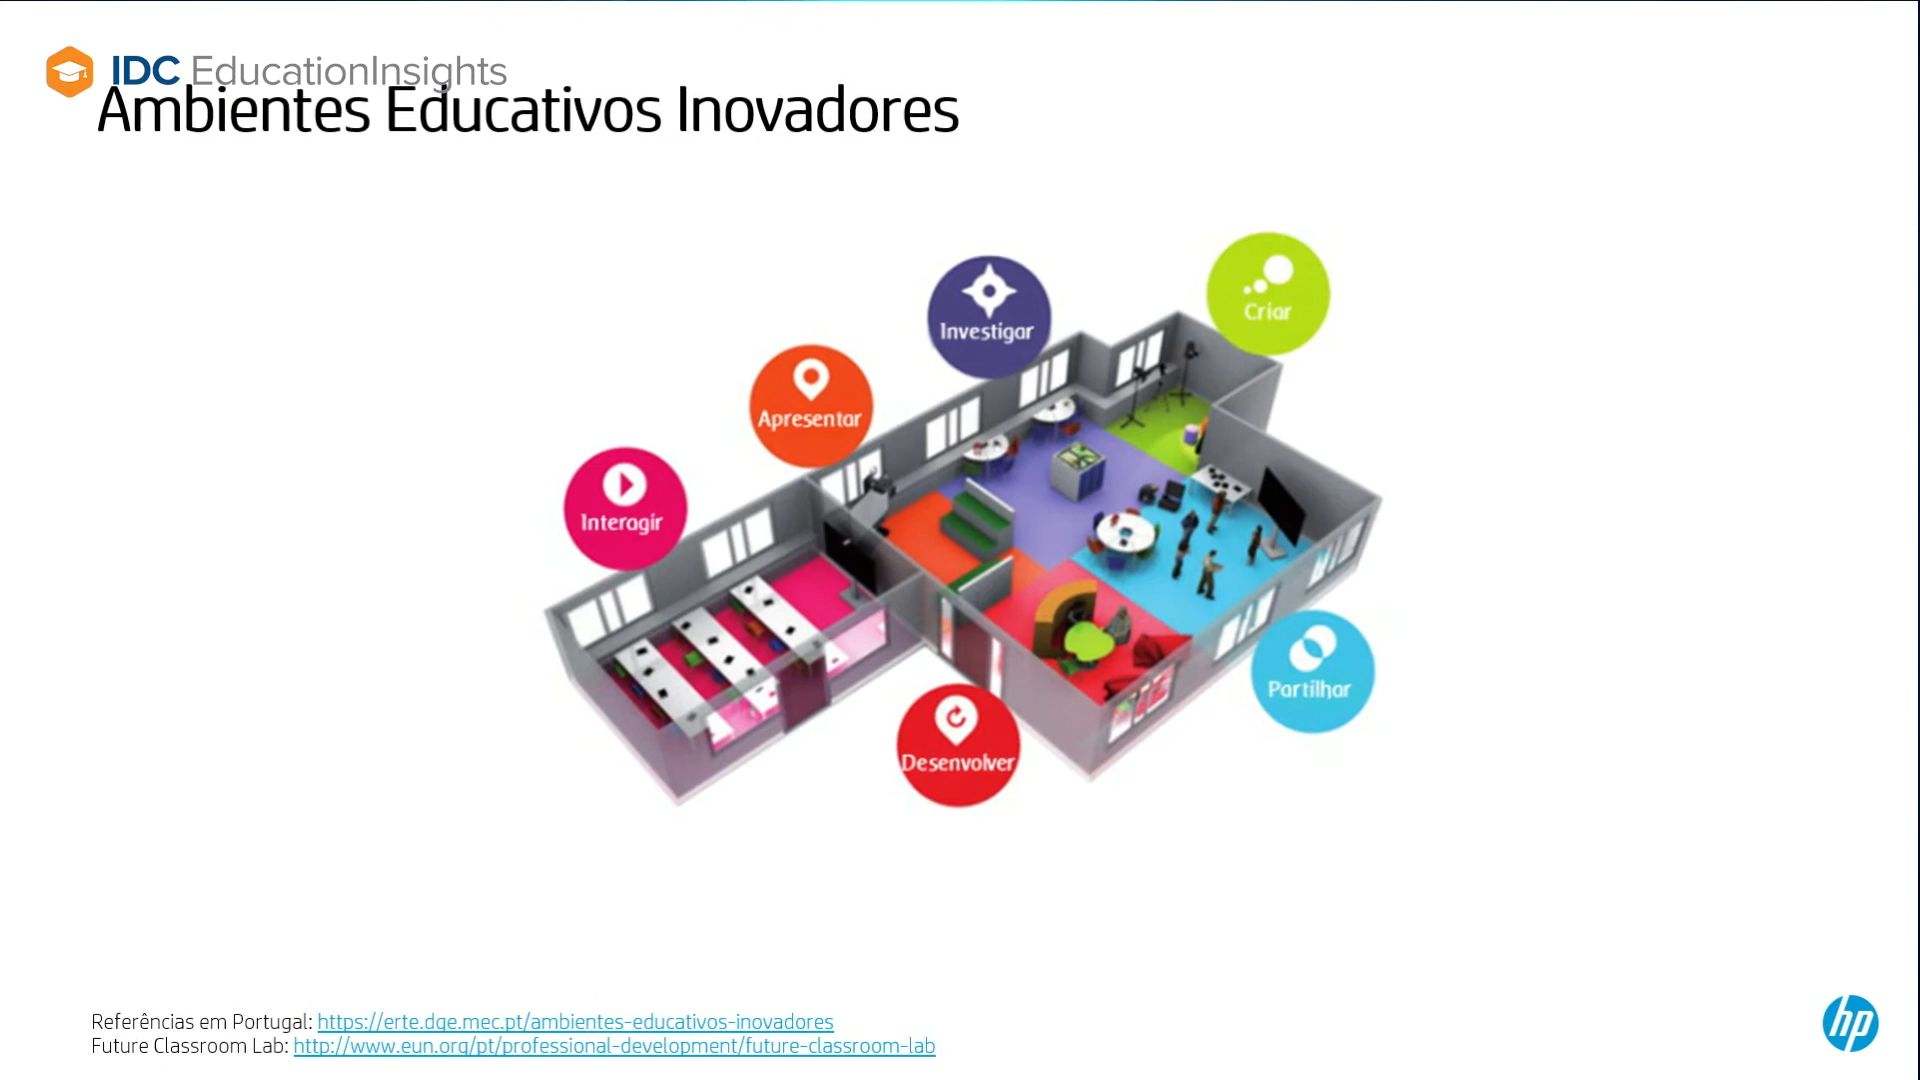 IDC EducationInsights
Ambientes Educativos Inovadores
Criar
Investigar
Apresentar
Interagir
Partilhar
Desenvolver
Referências em Portugal: https://erte.dge.mec.pt/ambientes-educativos-inovadores
Future Classroom Lab: http://www.eun.org/pt/professional-development/future-classroom-lab
hp